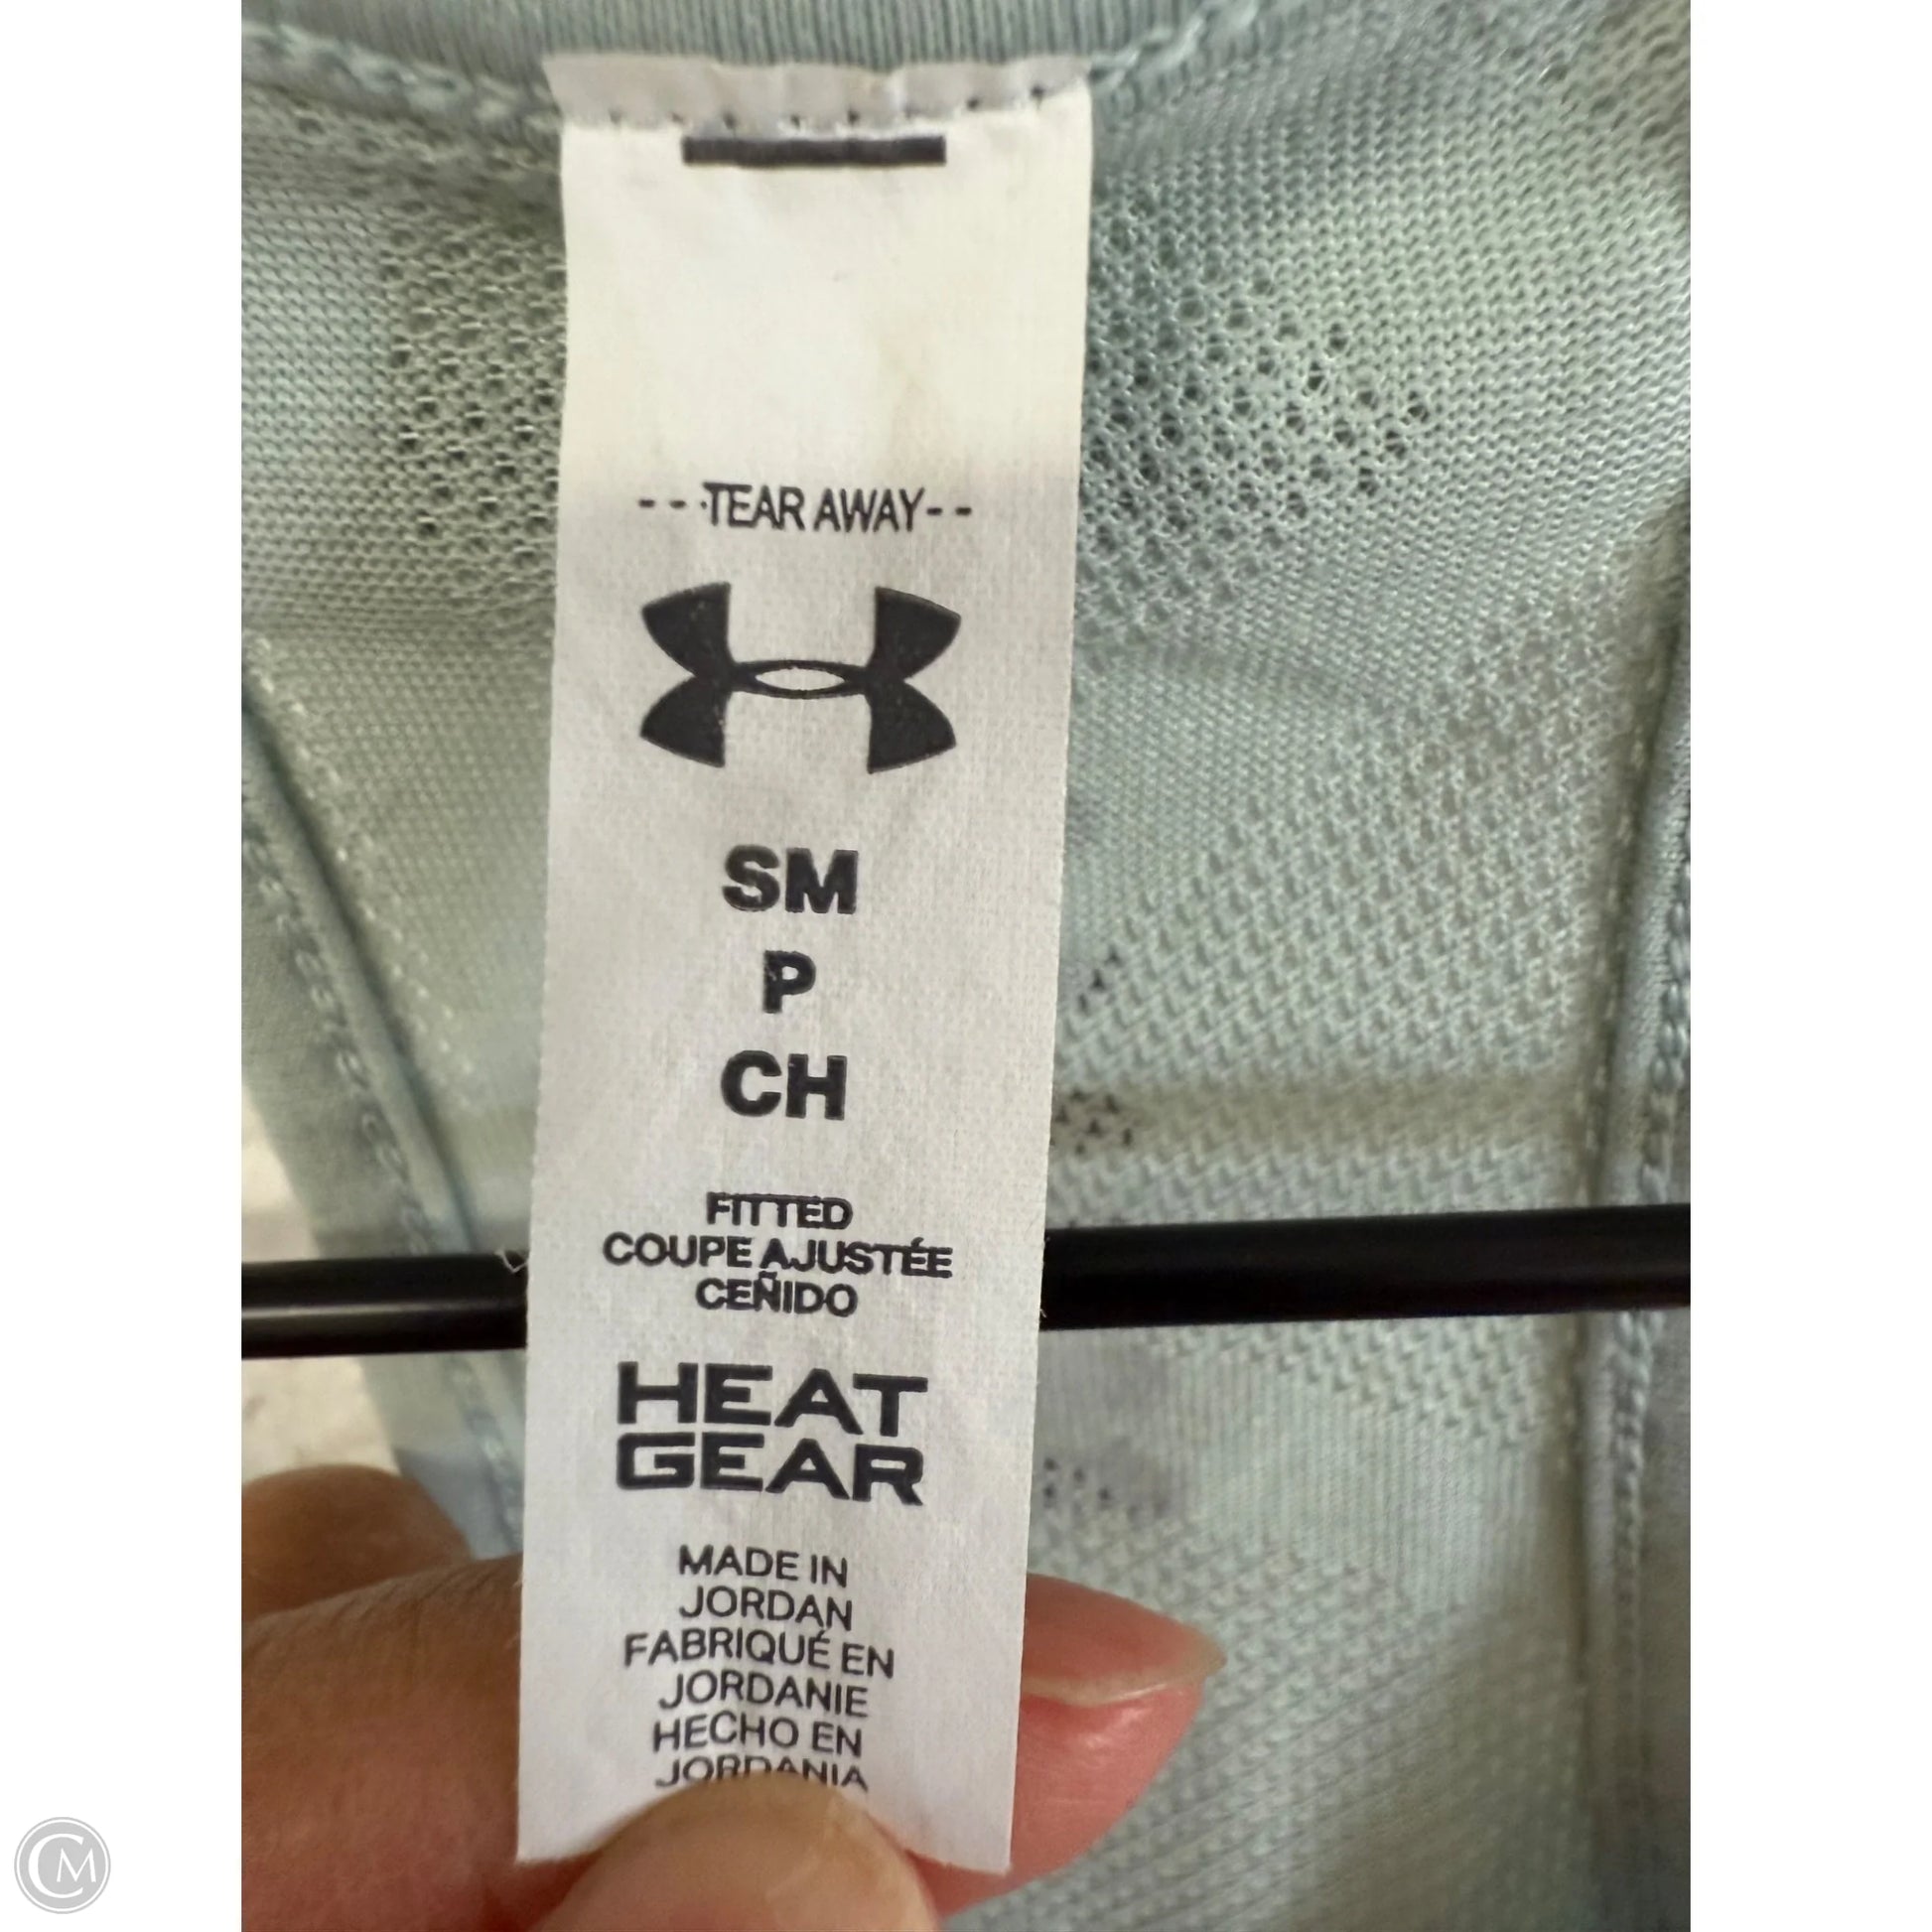 ---TEAR AWAY--
SM
P
CH
FITTED
COUPE AJUSTÉE
CEÑIDO
HEAT
GEAR
MADE IN
JORDAN
FABRIQUÉ EN
JORDANIE
HECHO EN
JORDANIA
CM